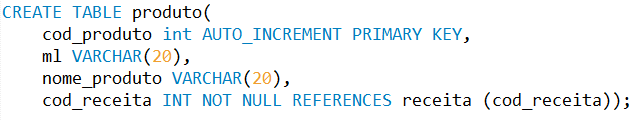 CREATE TABLE produto(
cod_produto int AUTO_INCREMENT PRIMARY KEY,
ml VARCHAR(20),
nome_produto VARCHAR(20),
cod_receita INT NOT NULL REFERENCES receita (cod_receita));